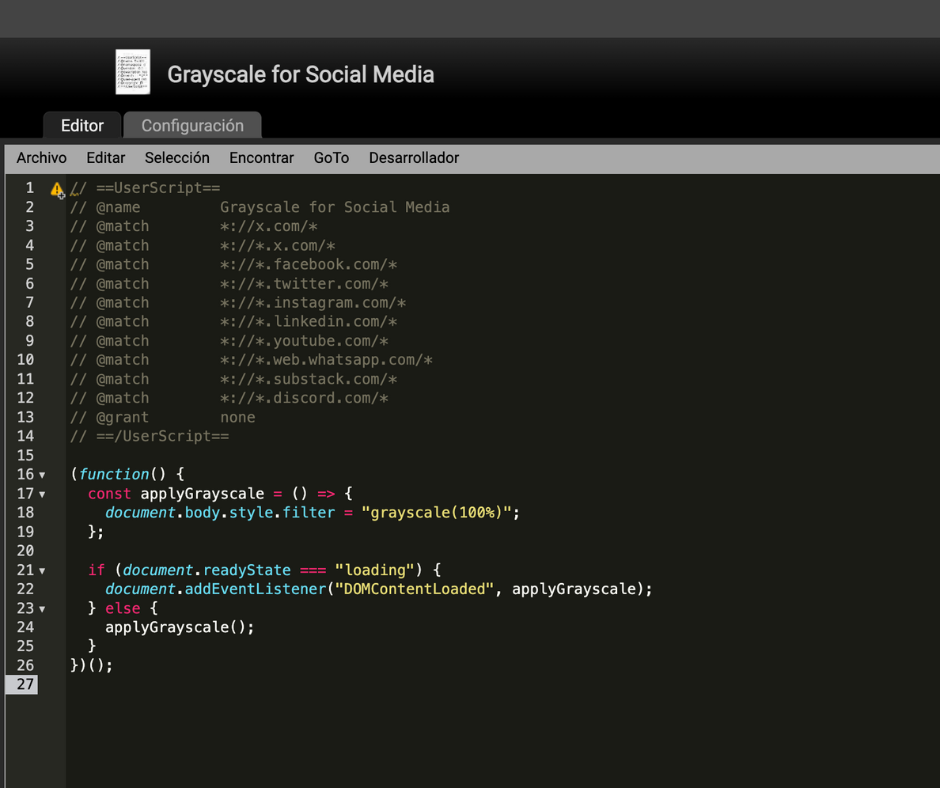 Grayscale for Social Media
Editor Configuración
Archivo Editar Selección Encontrar GoTo Desarrollador
1 // ==UserScript==
2 // @name        Grayscale for Social Media
3 // @match       *://x.com/*
4 // @match       *://*.x.com/*
5 // @match       *://*.facebook.com/*
6 // @match       *://*.twitter.com/*
7 // @match       *://*.instagram.com/*
8 // @match       *://*.linkedin.com/*
9 // @match       *://*.youtube.com/*
10 // @match       *://*.web.whatsapp.com/*
11 // @match       *://*.substack.com/*
12 // @match       *://*.discord.com/*
13 // @grant       none
14 // ==/UserScript==
15
16 (function() {
17   const applyGrayscale = () => {
18     document.body.style.filter = "grayscale(100%)";
19   };
20
21   if (document.readyState === "loading") {
22     document.addEventListener("DOMContentLoaded", applyGrayscale);
23   } else {
24     applyGrayscale();
25   }
26 })();
27